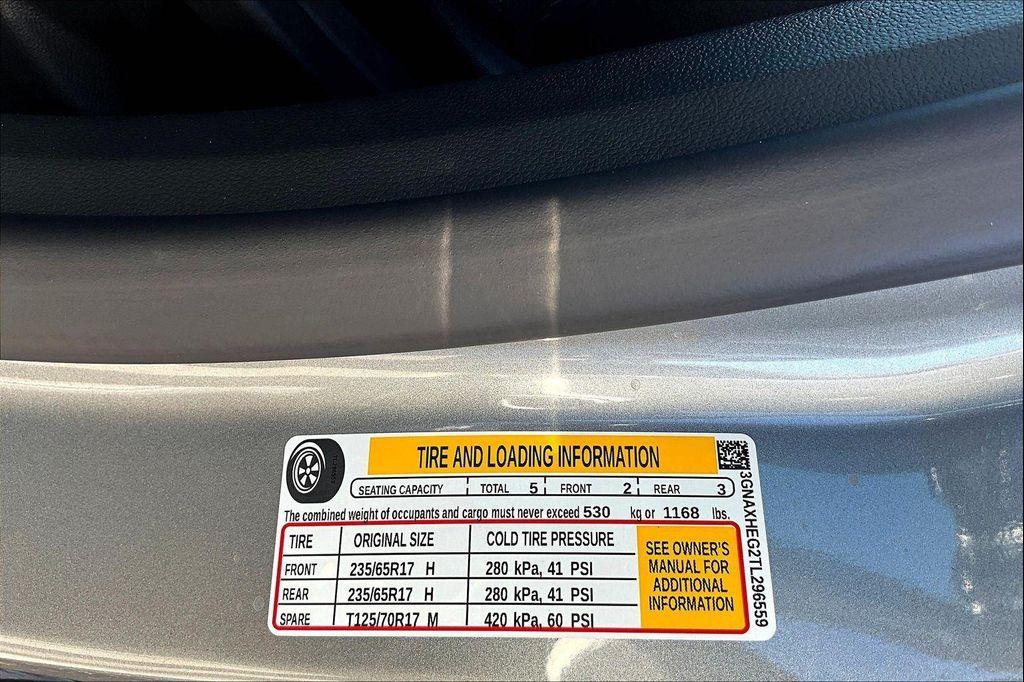 TIRE AND LOADING INFORMATION
SEATING CAPACITY TOTAL 5 FRONT 2 REAR 3
The combined weight of occupants and cargo must never exceed 530 kg or 1168 lbs.
TIRE ORIGINAL SIZE COLD TIRE PRESSURE
FRONT 235/65R17 H 280 kPa, 41 PSI
REAR 235/65R17 H 280 kPa, 41 PSI
SPARE T125/70R17 M 420 kPa, 60 PSI
SEE OWNER'S
MANUAL FOR
ADDITIONAL
INFORMATION
3GNAXHEG2TL296559